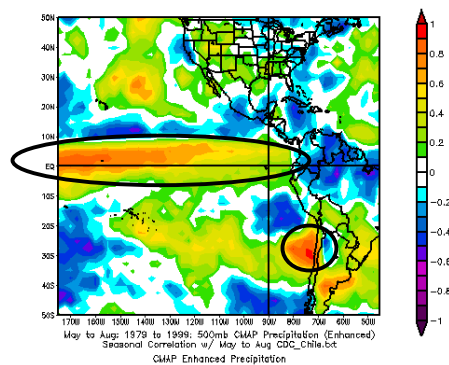 50N
40N
30N
20N
10N
EQ
10S
20S
30S
40S
50S
170W 160W 150W 140W 130W 120W 110W 100W 90W 80W 70W 60W 50W
1
0.8
0.6
0.4
0.2
0
-0.2
-0.4
-0.6
-0.8
-1
May to Aug: 1979 to 1999: 500mb CMAP Precipitation (Enhanced)
Seasonal Correlation w/ May to Aug CDC_Chile.txt
CMAP Enhanced Precipitation